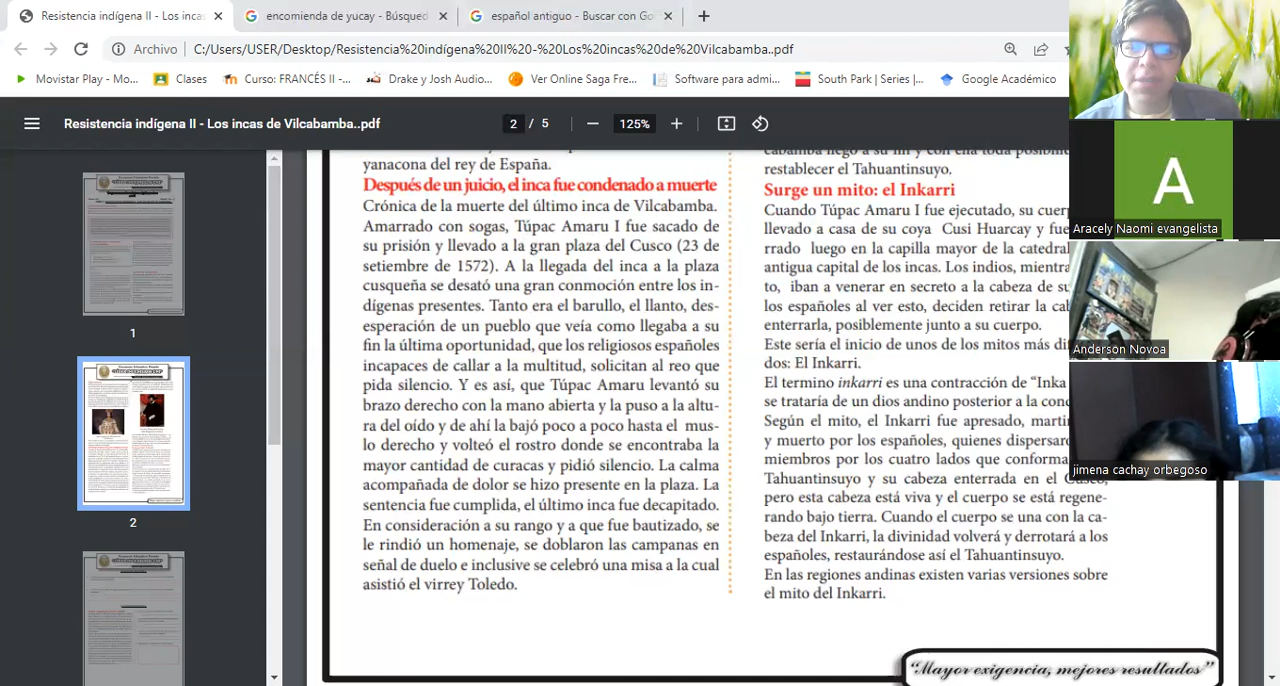 Resistencia indígena II - Los incas
encomienda de yucay - Búsqued
español antiguo - Buscar con Go
Archivo
C:/Users/USER/Desktop/Resistencia%20indígena%20II%20-%20Los%20incas%20de%20Vilcabamba..pdf
Movistar Play - Mo...
Clases
Curso: FRANCÉS II -...
Drake y Josh Audio...
Ver Online Saga Fre...
Software para admi...
South Park | Series |...
Google Académico
Resistencia indígena II - Los incas de Vilcabamba..pdf
2 / 5
125%
1
2
yanacona del rey de España.
Después de un juicio, el inca fue condenado a muerte
Crónica de la muerte del último inca de Vilcabamba.
Amarrado con sogas, Túpac Amaru I fue sacado de
su prisión y llevado a la gran plaza del Cusco (23 de
setiembre de 1572). A la llegada del inca a la plaza
cusqueña se desató una gran conmoción entre los in-
dígenas presentes. Tanto era el barullo, el llanto, des-
esperación de un pueblo que veía como llegaba a su
fin la última oportunidad, que los religiosos españoles
incapaces de callar a la multitud, solicitan al reo que
pida silencio. Y es así, que Túpac Amaru levantó su
brazo derecho con la mano abierta y la puso a la altu-
ra del oído y de ahí la bajó poco a poco hasta el mus-
lo derecho y volteó el rostro donde se encontraba la
mayor cantidad de curacas y pidió silencio. La calma
acompañada de dolor se hizo presente en la plaza. La
sentencia fue cumplida, el último inca fue decapitado.
En consideración a su rango y a que fue bautizado, se
le rindió un homenaje, se doblaron las campanas en
señal de duelo e inclusive se celebró una misa a la cual
asistió el virrey Toledo.
cabamba llegó a su fin y con ella toda
restablecer el Tahuantinsuyo.
Surge un mito: el Inkarri
Cuando Túpac Amaru I fue ejecutado, su
llevado a casa de su coya Cusi Huarcay y fue
rrado luego en la capilla mayor de la catedral
antigua capital de los incas. Los indios,
to, iban a venerar en secreto a la cabeza de
los españoles al ver esto, deciden retirar la
enterrarla, posiblemente junto a su cuerpo.
Este sería el inicio de unos de los mitos más
dos: El Inkarri.
El termino inkarri es una contracción de "Inka
se trataría de un dios andino posterior a la
Según el mito, el Inkarri fue apresado,
y muerto por los españoles, quienes
miembros por los cuatro lados que
Tahuantinsuyo y su cabeza enterrada en el Cusco,
pero esta cabeza está viva y el cuerpo se está regene-
rando bajo tierra. Cuando el cuerpo se una con la ca-
beza del Inkarri, la divinidad volverá y derrotará a los
españoles, restaurándose así el Tahuantinsuyo.
En las regiones andinas existen varias versiones sobre
el mito del Inkarri.
"Mayor exigencia, mejores resultados"
A
Aracely Naomi evangelista
Anderson Novoa
jimena cachay orbegoso